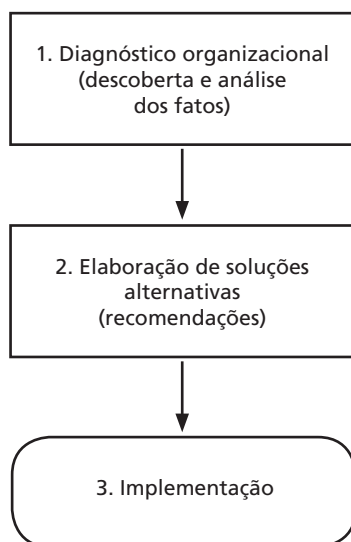 1. Diagnóstico organizacional
(descoberta e análise
dos fatos)
2. Elaboração de soluções
alternativas
(recomendações)
3. Implementação